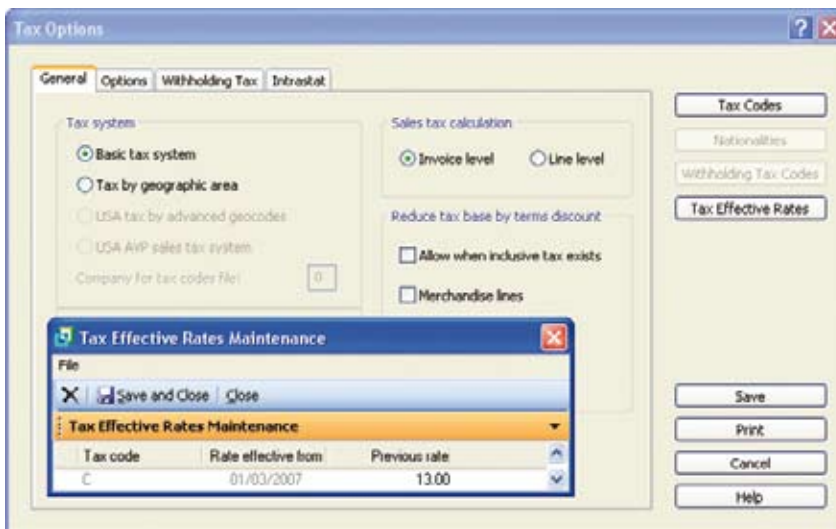 Tax Options
General Options Withholding Tax Intrastat
Tax system
Basic tax system
Tax by geographic area
USA tax by advanced geocodes
USA AVP sales tax system
Company for tax codes file: 0
Sales tax calculation
Invoice level Line level
Reduce tax base by terms discount
Allow when inclusive tax exists
Merchandise lines
Tax Codes
Nationalities
Withholding Tax Codes
Tax Effective Rates
Tax Effective Rates Maintenance
File
Save and Close Close
Tax Effective Rates Maintenance
Tax code Rate effective from Previous rate
C 01/03/2007 13.00
Save
Print
Cancel
Help